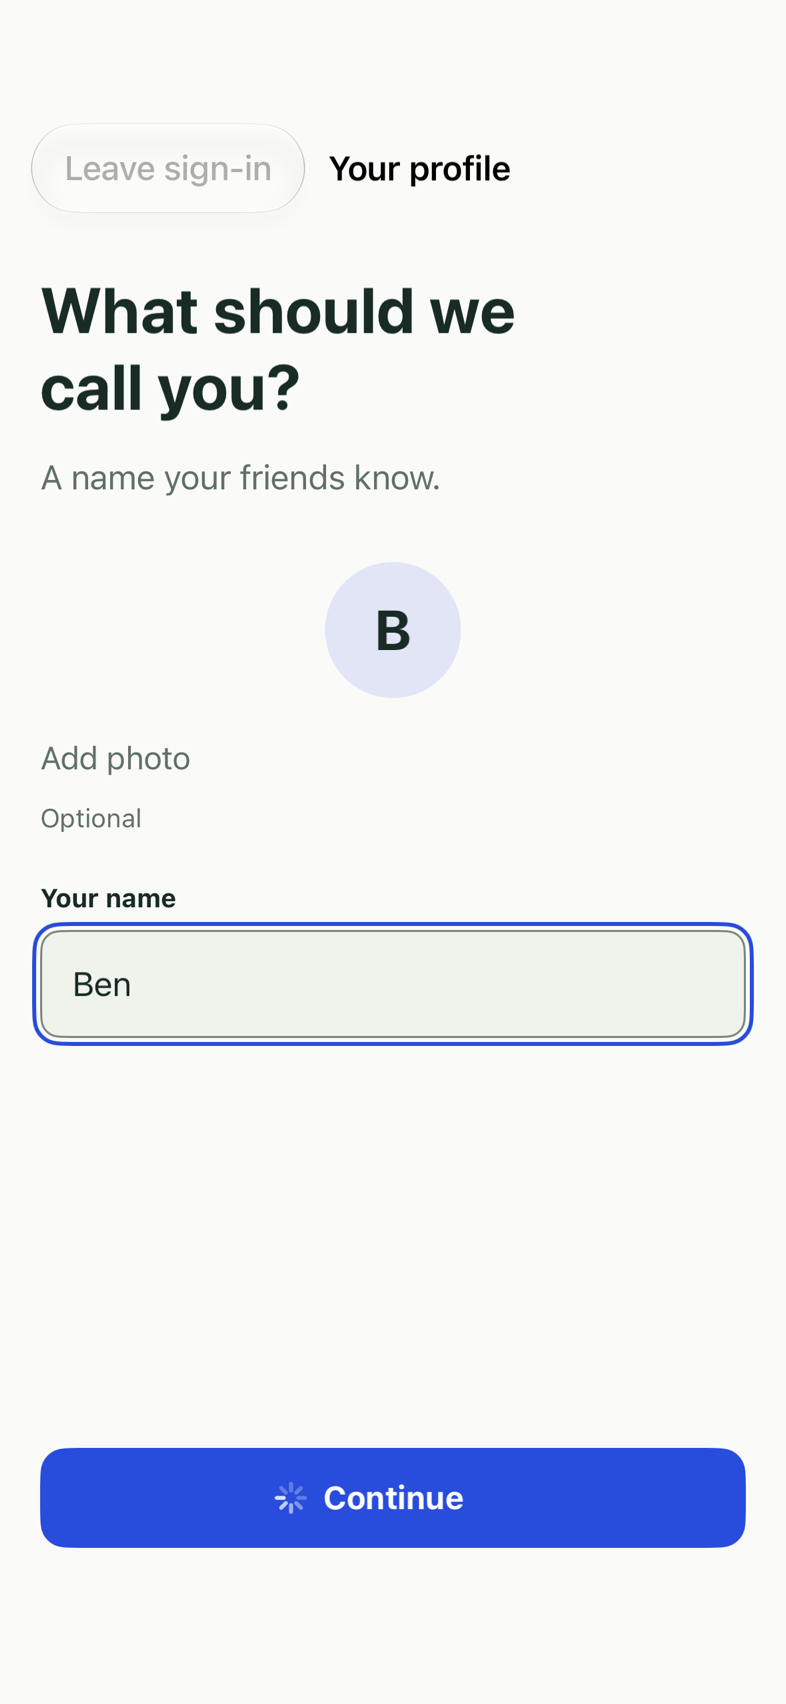 Leave sign-in
Your profile
What should we
call you?
A name your friends know.
B
Add photo
Optional
Your name
Ben
Continue